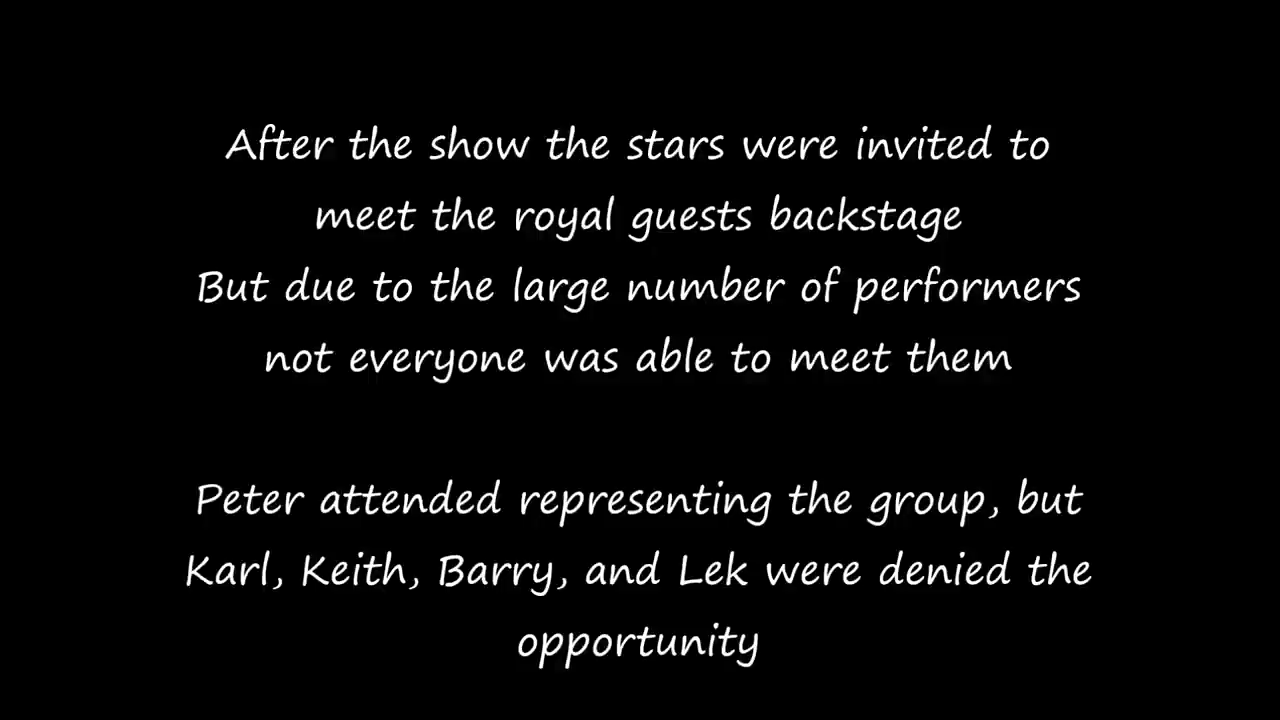 After the show the stars were invited to
meet the royal guests backstage
But due to the large number of performers
not everyone was able to meet them
Peter attended representing the group, but
Karl, Keith, Barry, and Lek were denied the
opportunity